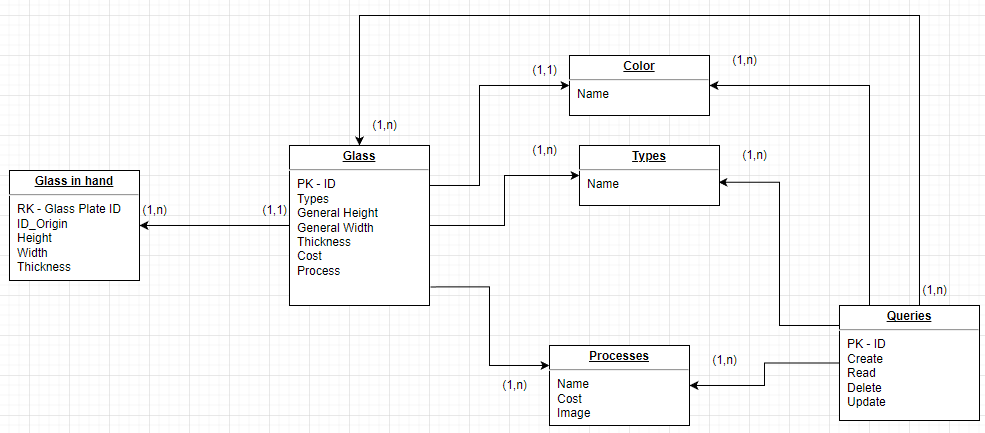 Color
(1,1)
(1,n)
Name
(1,n)
Glass
PK - ID
Types
General Height
General Width
Thickness
Cost
Process
(1,n)
Types
(1,n)
Name
Glass in hand
RK - Glass Plate ID
ID_Origin
Height
Width
Thickness
(1,n)
(1,1)
(1,n)
Queries
PK - ID
Create
Read
Delete
Update
Processes
(1,n)
(1,n)
Name
Cost
Image